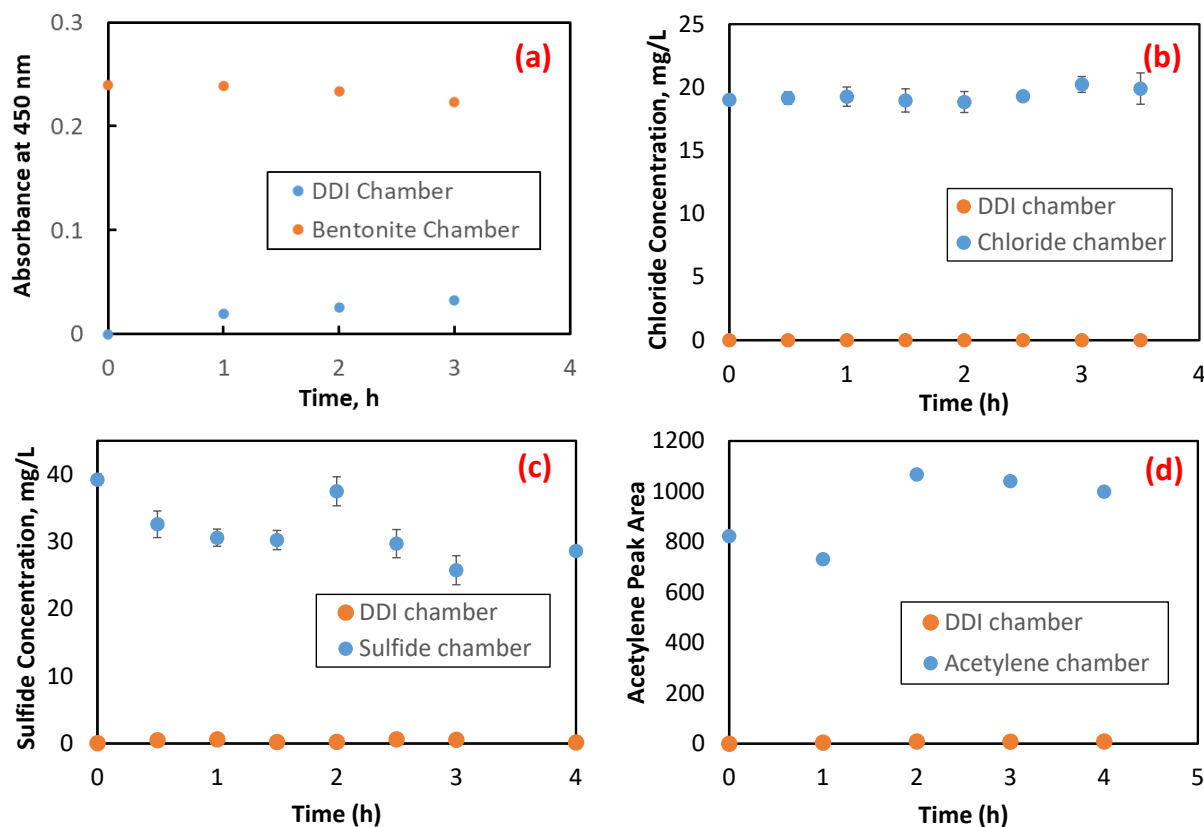 (a)
Absorbance at 450 nm
0.3
0.2
0.1
0
DDI Chamber
Bentonite Chamber
0 1 2 3 4
Time, h
(b)
Chloride Concentration, mg/L
25
20
15
10
5
0
DDI chamber
Chloride chamber
0 1 2 3 4
Time (h)
(c)
Sulfide Concentration, mg/L
40
30
20
10
0
DDI chamber
Sulfide chamber
0 1 2 3 4
Time (h)
(d)
Acetylene Peak Area
1200
1000
800
600
400
200
0
DDI chamber
Acetylene chamber
0 1 2 3 4 5
Time (h)